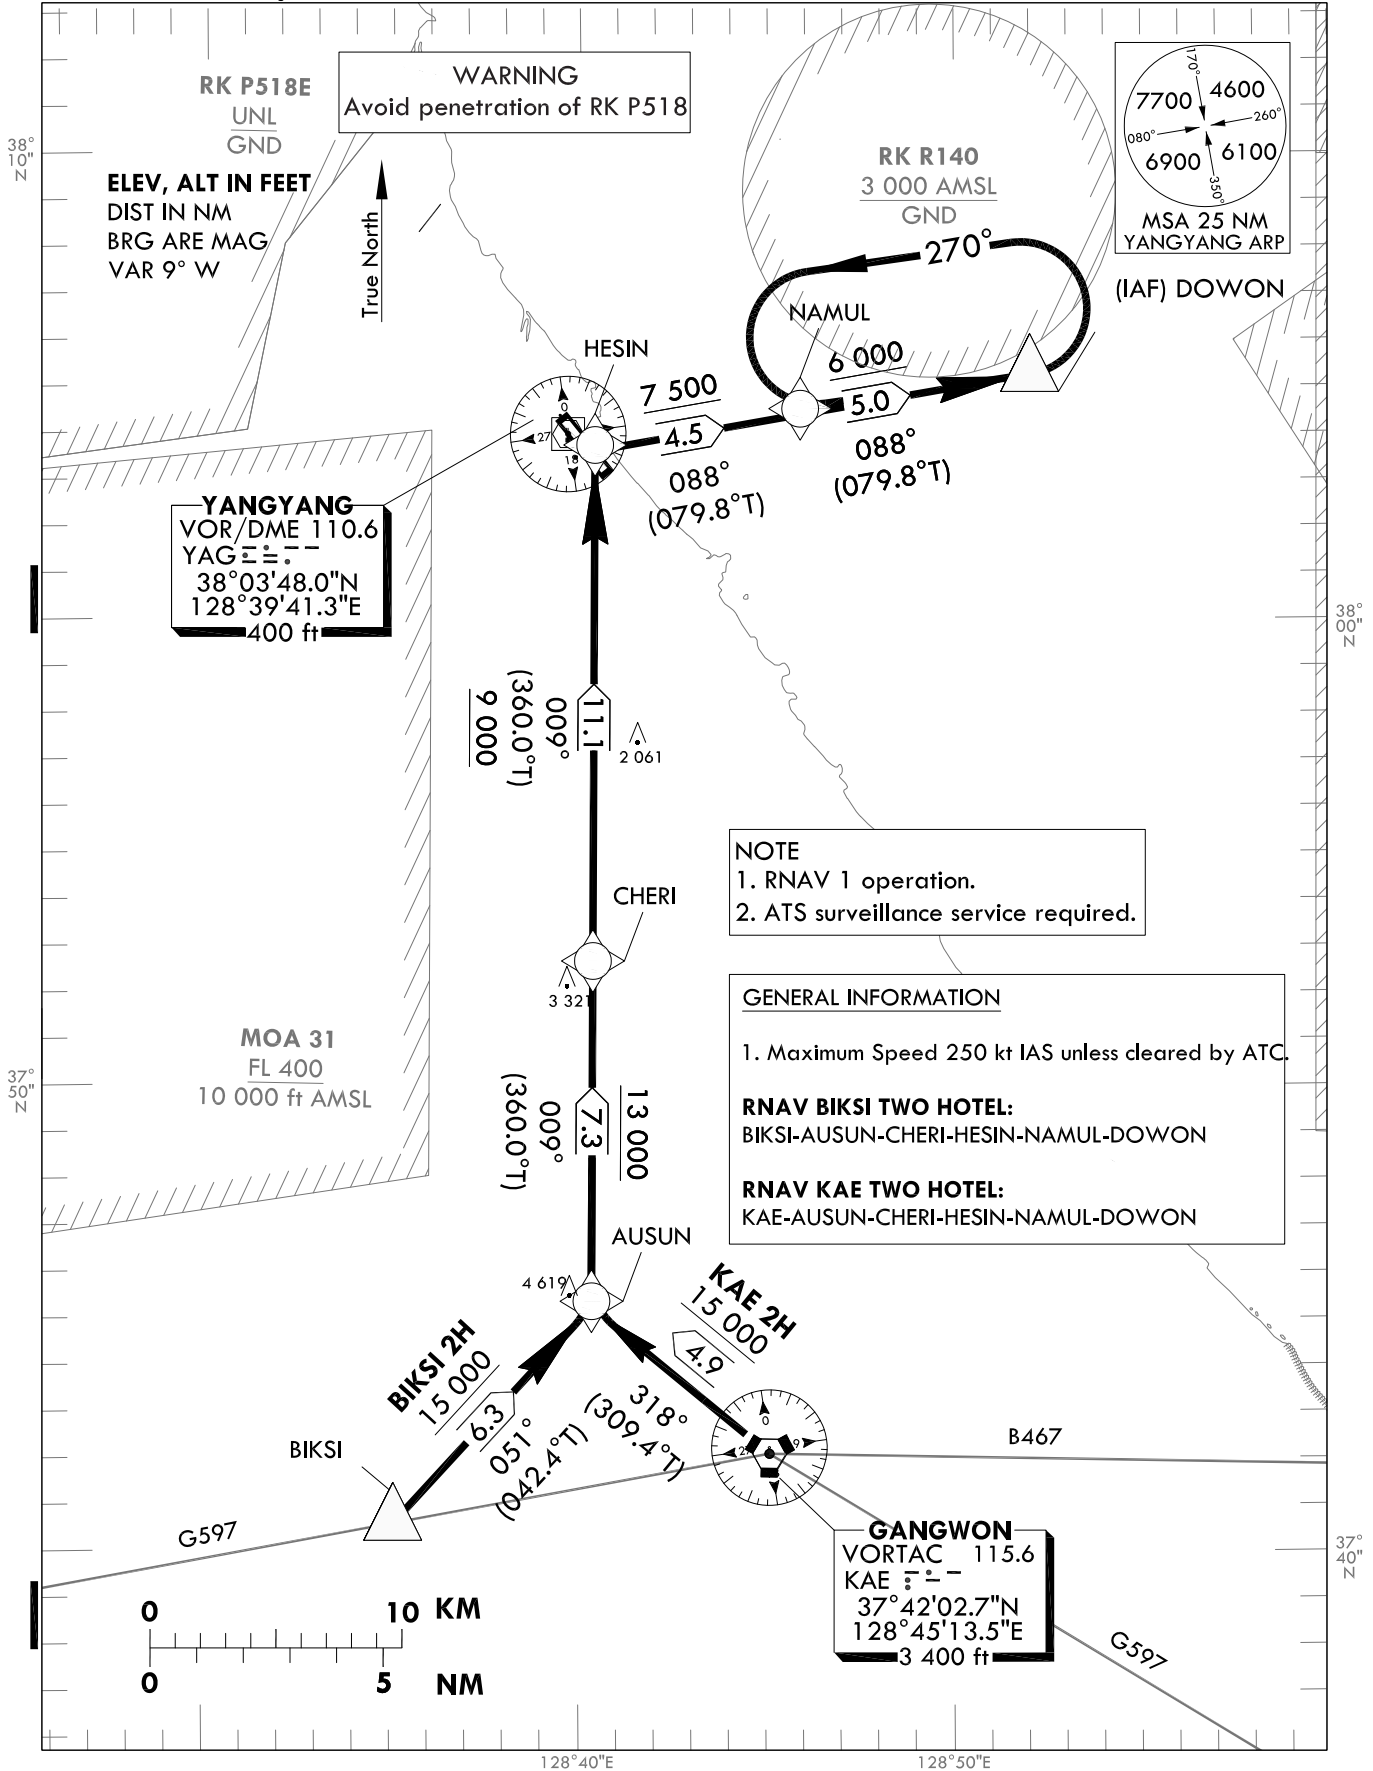 RK P518E
UNL
GND
WARNING
Avoid penetration of RK P518
38°
10"
N
ELEV, ALT IN FEET
DIST IN NM
BRG ARE MAG
VAR 9° W
True North
RK R140
3 000 AMSL
GND
170°
7700
4600
260°
080°
6900
6100
350°
MSA 25 NM
YANGYANG ARP
(IAF) DOWON
270°
NAMUL
HESIN
7 500
4.5
088°
(079.8°T)
6 000
5.0
088°
(079.8°T)
0
27
18
YANGYANG
VOR/DME 110.6
YAG
38°03'48.0"N
128°39'41.3"E
400 ft
38°
00"
N
11.1
009°
(360.0°T)
9 000
2 061
NOTE
1. RNAV 1 operation.
2. ATS surveillance service required.
CHERI
3 321
GENERAL INFORMATION
1. Maximum Speed 250 kt IAS unless cleared by ATC.
RNAV BIKSI TWO HOTEL:
BIKSI-AUSUN-CHERI-HESIN-NAMUL-DOWON
RNAV KAE TWO HOTEL:
KAE-AUSUN-CHERI-HESIN-NAMUL-DOWON
MOA 31
FL 400
10 000 ft AMSL
37°
50"
N
13 000
7.3
009°
(360.0°T)
AUSUN
4 619
BIKSI 2H
15 000
6.3
051°
(042.4°T)
KAE 2H
15 000
4.9
318°
(309.4°T)
BIKSI
0
9
27
B467
G597
GANGWON
VORTAC 115.6
KAE
37°42'02.7"N
128°45'13.5"E
3 400 ft
37°
40"
N
G597
0 10 KM
0 5 NM
128°40"E
128°50"E